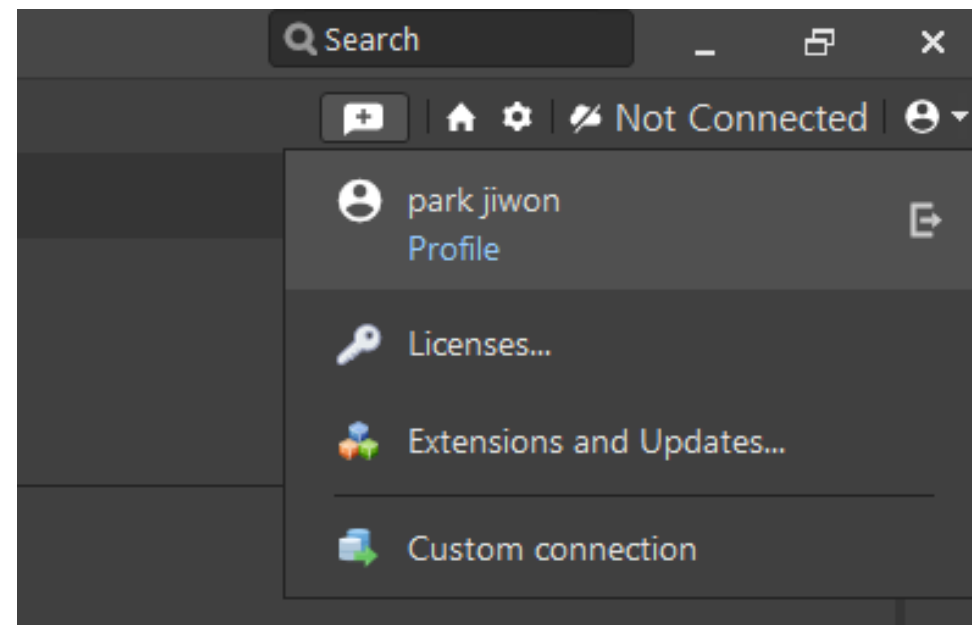 Search
Not Connected
park jiwon
Profile
Licenses...
Extensions and Updates...
Custom connection